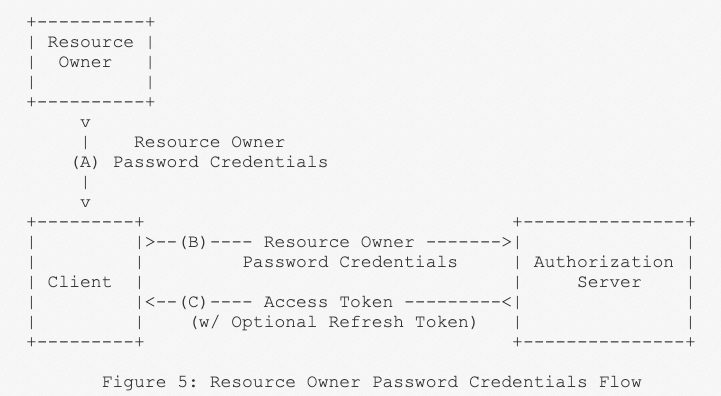 +----------+
| Resource |
|  Owner   |
|          |
+----------+
     v
     |    Resource Owner
    (A) Password Credentials
     |
     v
+---------+                                  +---------------+
|         |>--(B)---- Resource Owner ------->|               |
|         |         Password Credentials     | Authorization |
| Client  |                                  |     Server    |
|         |<--(C)---- Access Token ---------<|               |
|         |    (w/ Optional Refresh Token)   |               |
+---------+                                  +---------------+
Figure 5: Resource Owner Password Credentials Flow